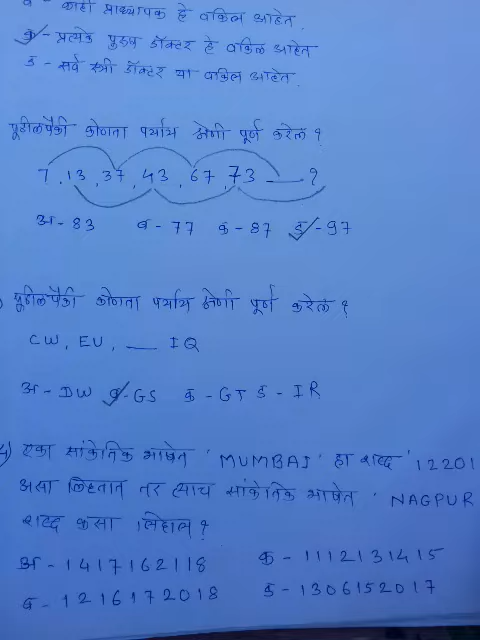 ब - काही प्राध्यापक हे वकिल आहेत.
क - प्रत्येक पुरुष डॉक्टर हे वकिल आहेत
ड - सर्व स्त्री डॉक्टर या वकिल आहेत.
पूढीलपैकी कोणता पर्याय श्रेणी पूर्ण करेल ?
7, 13, 37, 43, 67, 73 — ?
अ - 83 ब - 77 क - 87 ड - 97
पूढीलपैकी कोणता पर्याय श्रेणी पूर्ण करेल ?
CW, EU, __ IQ
अ - DW ब - GS क - GT ड - IR
एका सांकेतिक भाषेत 'MUMBAI' हा शब्द '12201
असा लिहतात तर त्याच सांकेतिक भाषेत 'NAGPUR
शब्द कसा लिहाल ?
अ - 1417162118 क - 1112131415
ब - 1216172018 ड - 1306152017